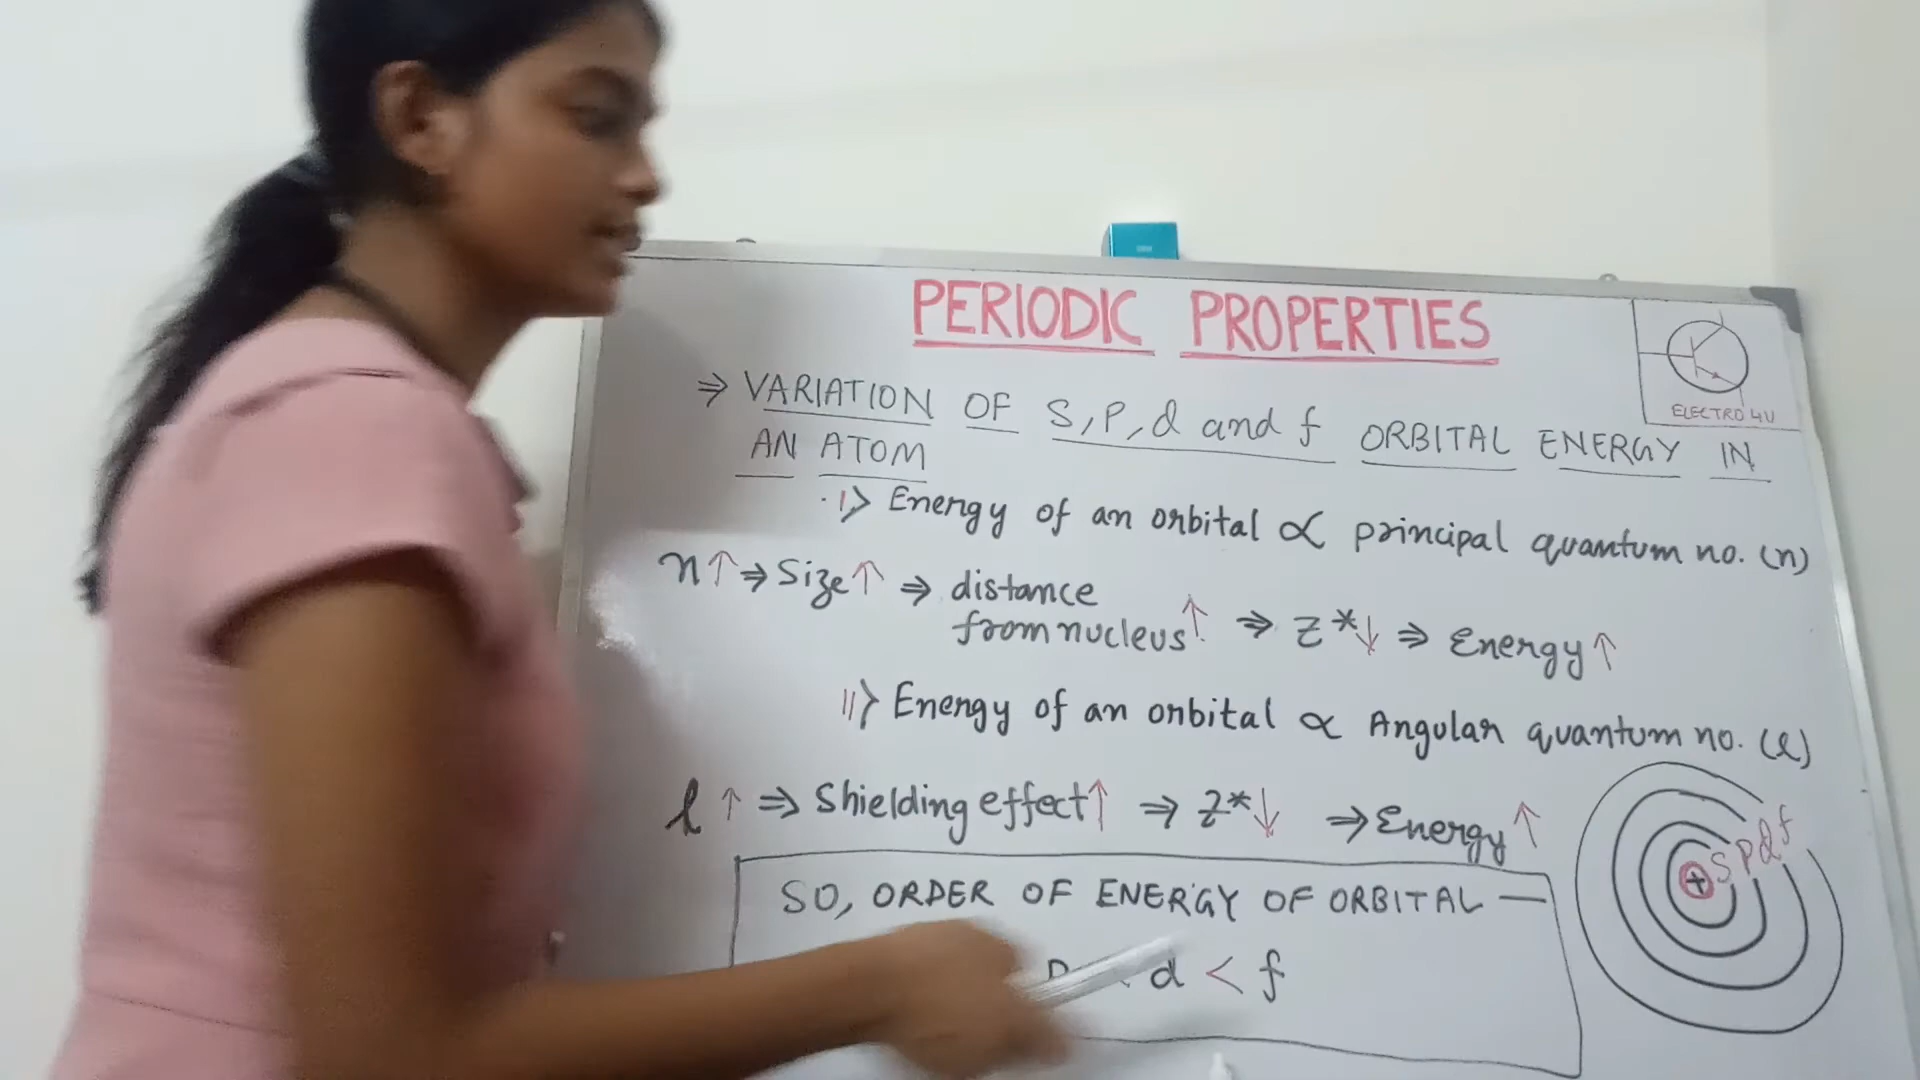 PERIODIC PROPERTIES
ELECTRO 4U
⇒ VARIATION OF S, P, d and f ORBITAL ENERGY IN
AN ATOM
I> Energy of an orbital ∝ principal quantum no. (n)
n↑ ⇒ Size↑ ⇒ distance
from nucleus↑ ⇒ Z*↓ ⇒ Energy↑
II> Energy of an orbital ∝ Angular quantum no. (l)
l ↑ ⇒ Shielding effect↑ ⇒ Z*↓ ⇒ Energy↑
+ S P d f
SO, ORDER OF ENERGY OF ORBITAL —
d < f